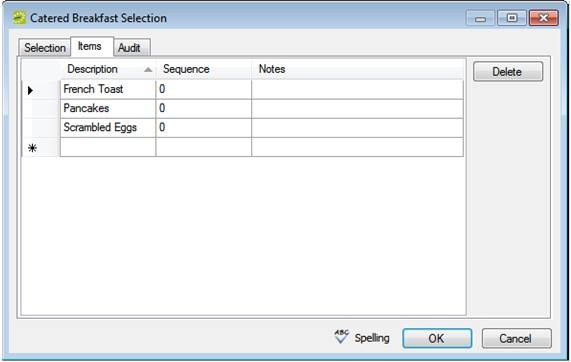 Catered Breakfast Selection
Selection Items Audit
Description Sequence Notes Delete
French Toast 0
Pancakes 0
Scrambled Eggs 0
ABC Spelling OK Cancel